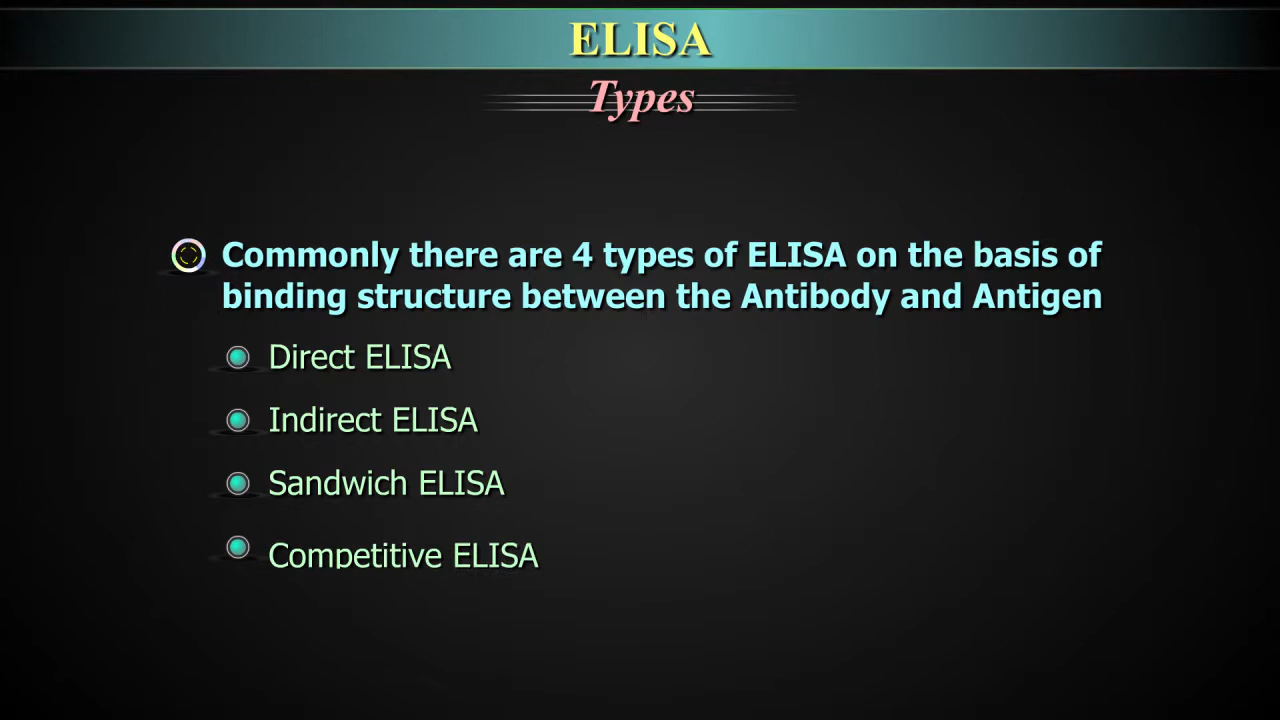 ELISA
Types
Commonly there are 4 types of ELISA on the basis of
binding structure between the Antibody and Antigen
Direct ELISA
Indirect ELISA
Sandwich ELISA
Competitive ELISA